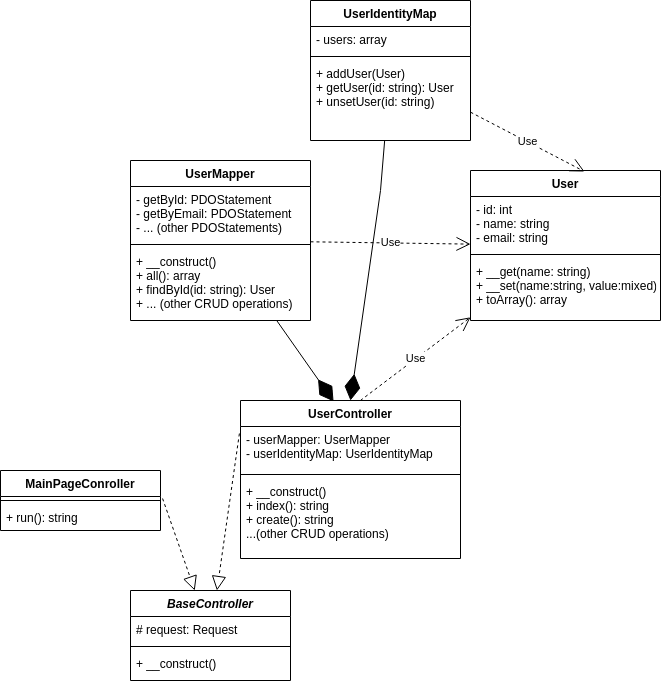 UserIdentityMap
- users: array
+ addUser(User)
+ getUser(id: string): User
+ unsetUser(id: string)
Use
UserMapper
- getById: PDOStatement
- getByEmail: PDOStatement
- ... (other PDOStatements)
+ __construct()
+ all(): array
+ findById(id: string): User
+ ... (other CRUD operations)
Use
User
- id: int
- name: string
- email: string
+ __get(name: string)
+ __set(name:string, value:mixed)
+ toArray(): array
Use
UserController
- userMapper: UserMapper
- userIdentityMap: UserIdentityMap
+ __construct()
+ index(): string
+ create(): string
...(other CRUD operations)
MainPageConroller
+ run(): string
BaseController
# request: Request
+ __construct()